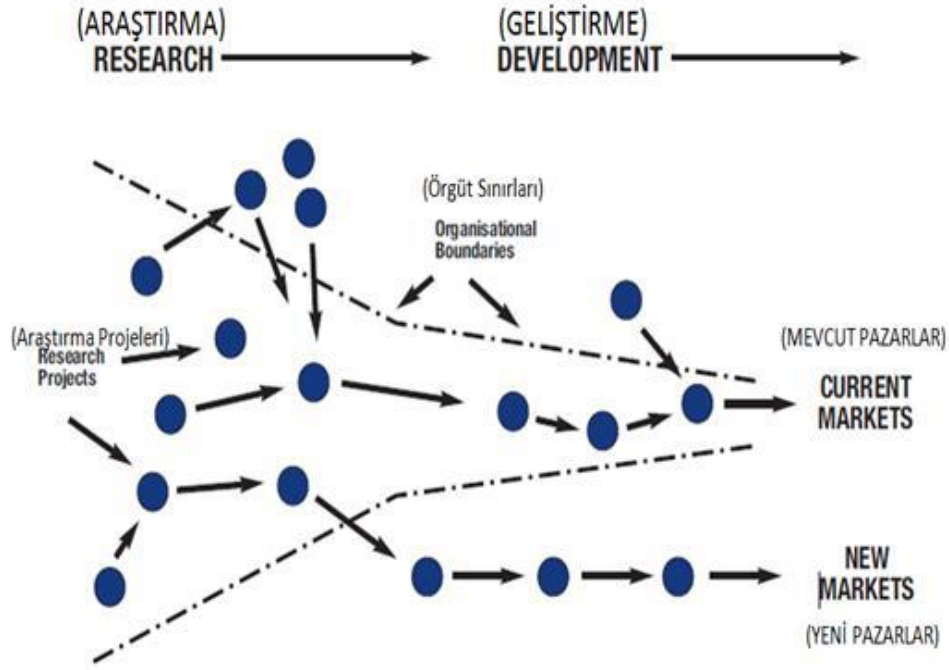 (ARAŞTIRMA)
RESEARCH
(GELİŞTİRME)
DEVELOPMENT
(Örgüt Sınırları)
Organisational
Boundaries
(Araştırma Projeleri)
Research
Projects
(MEVCUT PAZARLAR)
CURRENT
MARKETS
NEW
MARKETS
(YENİ PAZARLAR)